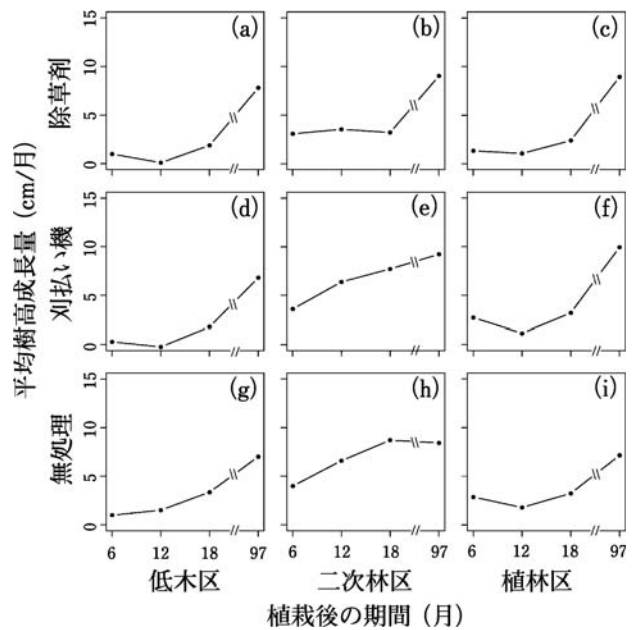 平均樹高成長量（cm/月）
除草剤
15
10
5
0
(a)
(b)
(c)
刈払い機
15
10
5
0
(d)
(e)
(f)
無処理
15
10
5
0
(g)
(h)
(i)
6 12 18 97 6 12 18 97 6 12 18 97
低木区 二次林区 植林区
植栽後の期間（月）